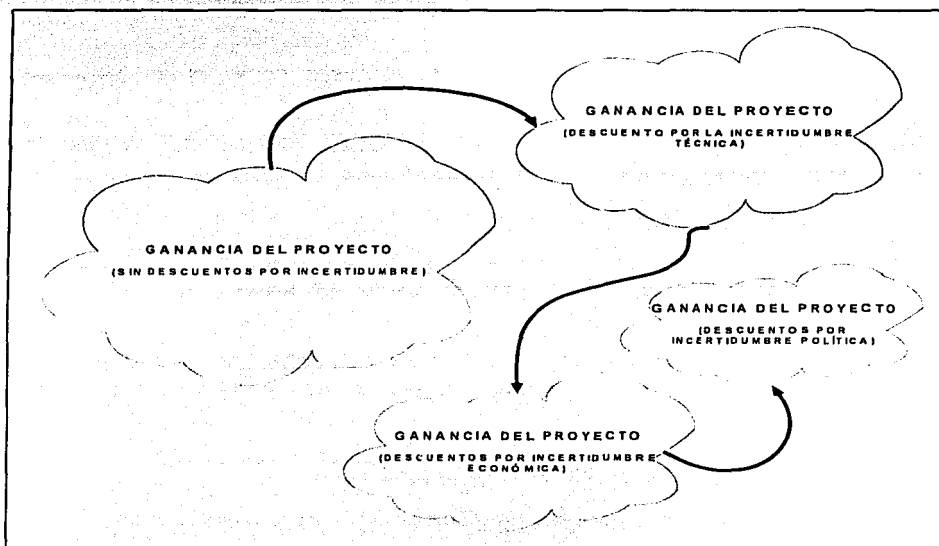 GANANCIA DEL PROYECTO
(SIN DESCUENTOS POR INCERTIDUMBRE)
GANANCIA DEL PROYECTO
(DESCUENTO POR LA INCERTIDUMBRE
TÉCNICA)
GANANCIA DEL PROYECTO
(DESCUENTOS POR INCERTIDUMBRE
ECONÓMICA)
GANANCIA DEL PROYECTO
(DESCUENTOS POR
INCERTIDUMBRE POLÍTICA)